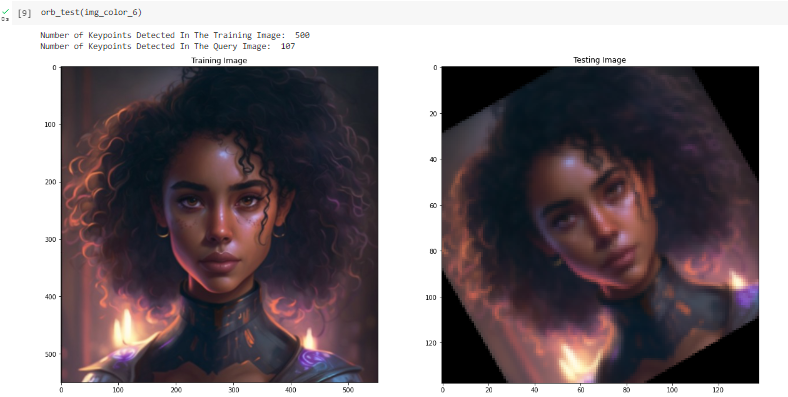 [9] orb_test(img_color_6)
Number of Keypoints Detected In The Training Image:  500
Number of Keypoints Detected In The Query Image:  107
Training Image
0
100
200
300
400
500
0 100 200 300 400 500
Testing Image
0
20
40
60
80
100
120
0 20 40 60 80 100 120